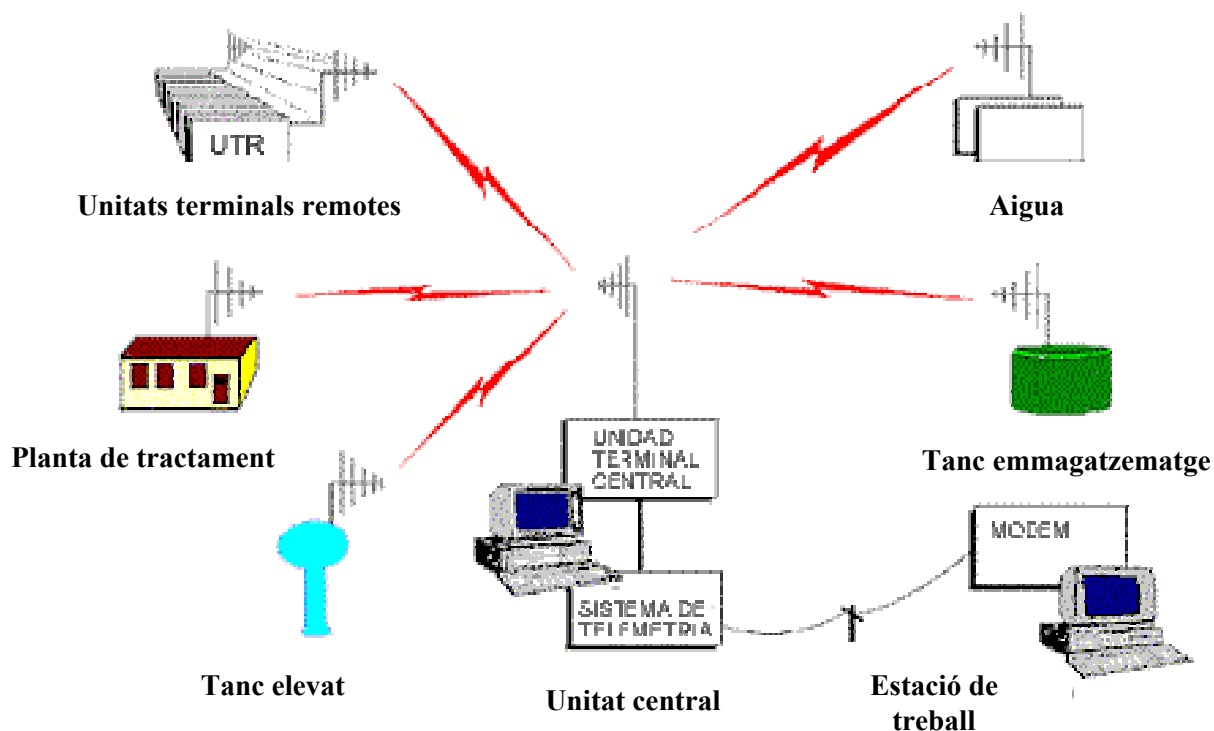 UTR
Unitats terminals remotes
Aigua
Planta de tractament
Tanc emmagatzematge
UNIDAD
TERMINAL
CENTRAL
MODEM
SISTEMA DE
TELEMETRIA
Tanc elevat
Unitat central
Estació de
treball